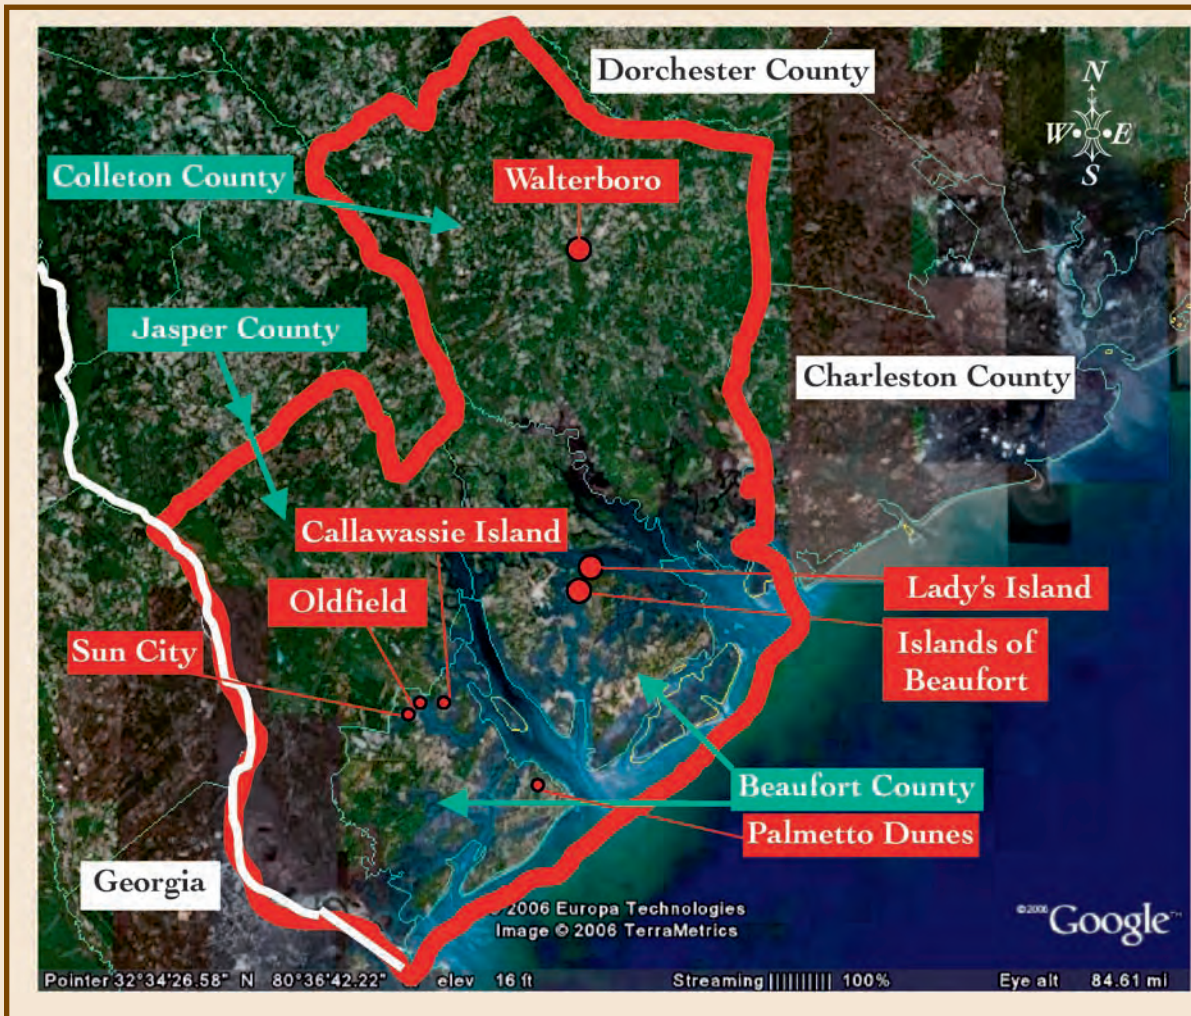 Dorchester County
N
W E
S
Colleton County
Walterboro
Jasper County
Charleston County
Callawassie Island
Oldfield
Lady's Island
Sun City
Islands of
Beaufort
Beaufort County
Palmetto Dunes
Georgia
2006 Europa Technologies
Image © 2006 TerraMetrics
©2006 Google™
Pointer 32°34'26.58" N 80°36'42.22" elev 16 ft Streaming |||||||||| 100% Eye alt 84.61 mi